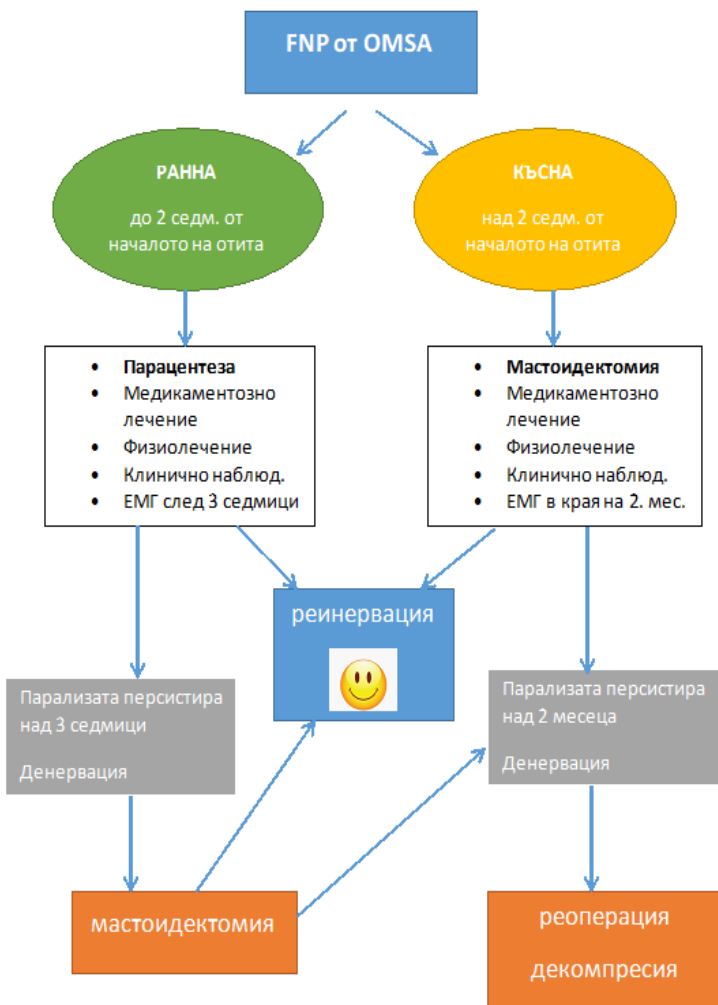 FNP от OMSA
РАННА
до 2 седм. от
началото на отита
КЪСНА
над 2 седм. от
началото на отита
• Парацентеза
• Медикаментозно
лечение
• Физиолечение
• Клинично наблюд.
• ЕМГ след 3 седмици
• Мастоидектомия
• Медикаментозно
лечение
• Физиолечение
• Клинично наблюд.
• ЕМГ в края на 2. мес.
реинервация
Парализата персистира
над 3 седмици
Денервация
Парализата персистира
над 2 месеца
Денервация
мастоидектомия
реоперация
декомпресия